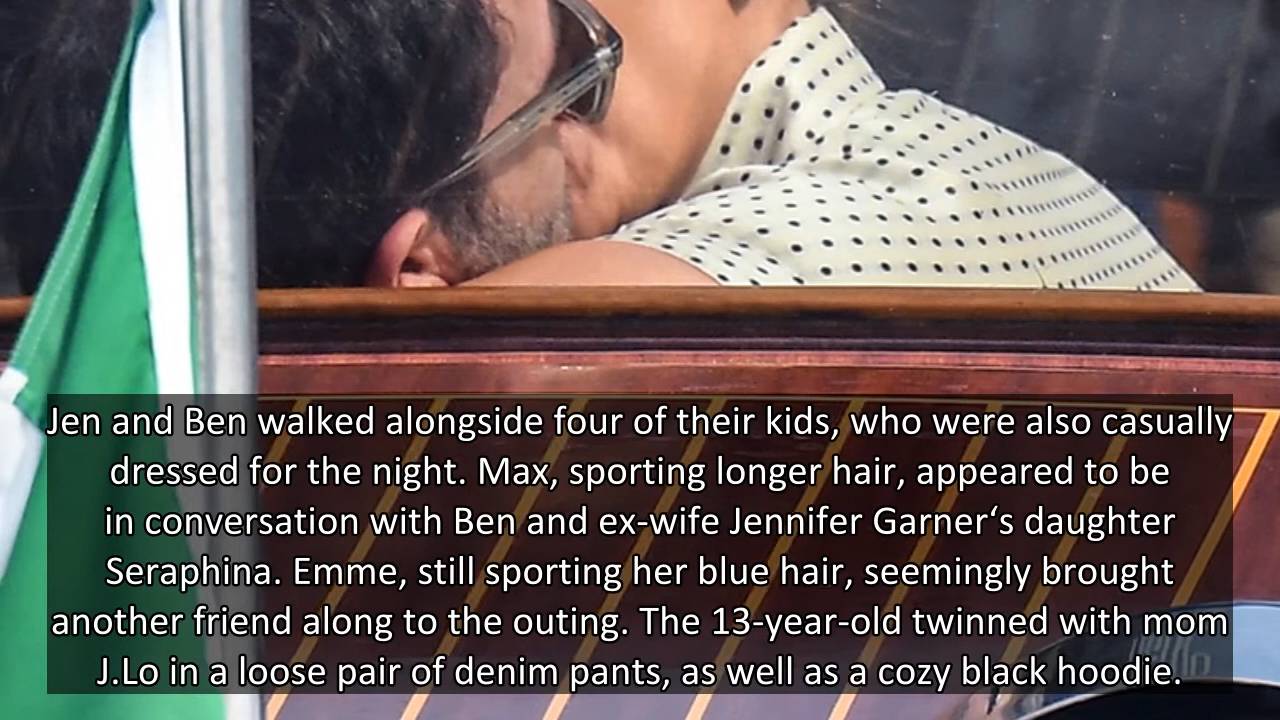 Jen and Ben walked alongside four of their kids, who were also casually
dressed for the night. Max, sporting longer hair, appeared to be
in conversation with Ben and ex-wife Jennifer Garner‘s daughter
Seraphina. Emme, still sporting her blue hair, seemingly brought
another friend along to the outing. The 13-year-old twinned with mom
J.Lo in a loose pair of denim pants, as well as a cozy black hoodie.